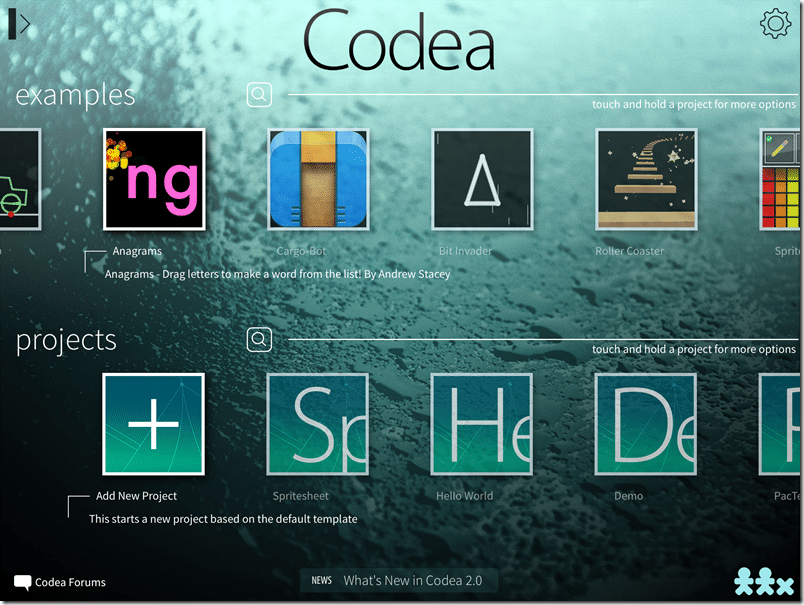 Codea
examples
touch and hold a project for more options
ng
Anagrams
Cargo-Bot
Bit Invader
Roller Coaster
Sprite
Anagrams - Drag letters to make a word from the list! By Andrew Stacey
projects
touch and hold a project for more options
Sp
He
De
P
Add New Project
Spritesheet
Hello World
Demo
PacTe
This starts a new project based on the default template
Codea Forums
NEWS What's New in Codea 2.0